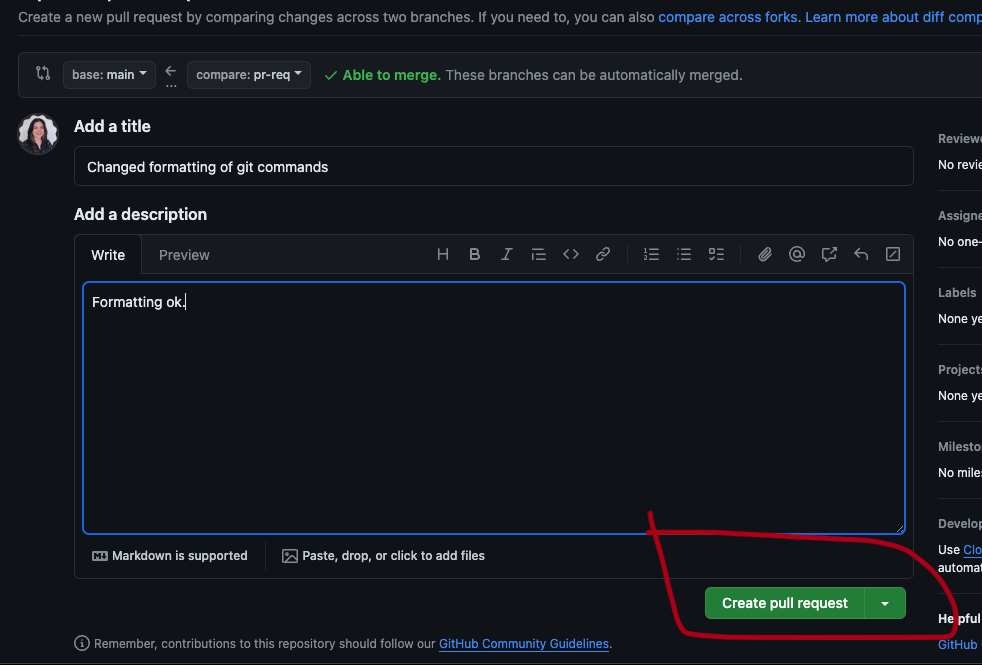 Create a new pull request by comparing changes across two branches. If you need to, you can also compare across forks. Learn more about diff comp
base: main
compare: pr-req
Able to merge. These branches can be automatically merged.
Add a title
Changed formatting of git commands
Add a description
Write
Preview
Formatting ok.
Markdown is supported
Paste, drop, or click to add files
Create pull request
Remember, contributions to this repository should follow our GitHub Community Guidelines.
Reviewe
No revie
Assigne
No one-
Labels
None ye
Projects
None ye
Milesto
No miles
Develop
Use Clo
automat
Helpful
GitHub